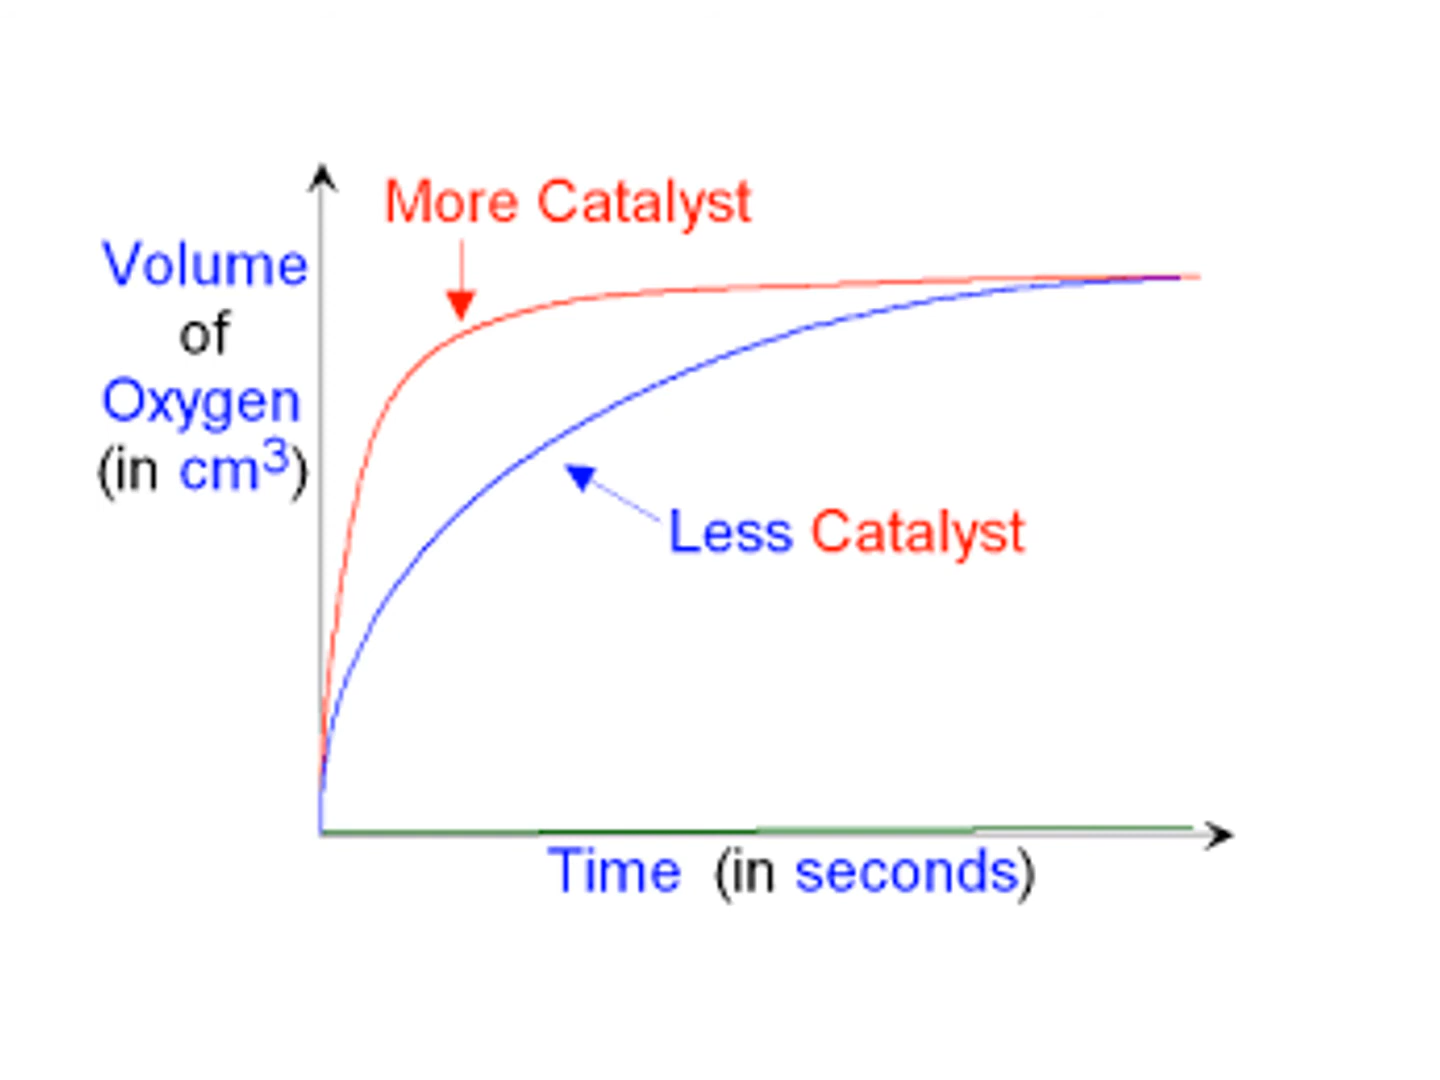 More Catalyst
Volume
of
Oxygen
(in cm³)
Less Catalyst
Time (in seconds)